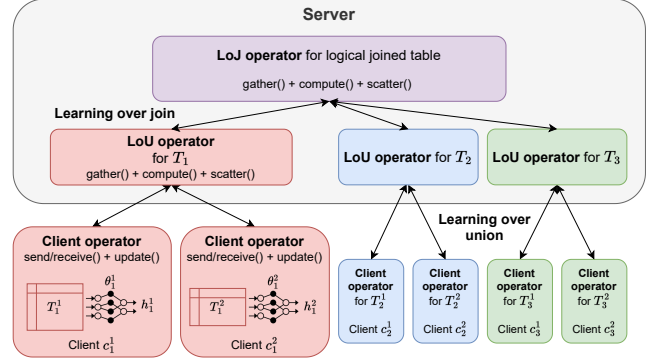 Server
LoJ operator for logical joined table
gather() + compute() + scatter()
Learning over join
LoU operator
for T₁
gather() + compute() + scatter()
LoU operator for T₂
LoU operator for T₃
Learning over
union
Client operator
send/receive() + update()
θ₁¹
T₁¹
h₁¹
Client c₁¹
Client operator
send/receive() + update()
θ₁²
T₁²
h₁²
Client c₁²
Client
operator
for T₂¹
Client c₂¹
Client
operator
for T₂²
Client c₂²
Client
operator
for T₃¹
Client c₃¹
Client
operator
for T₃²
Client c₃²